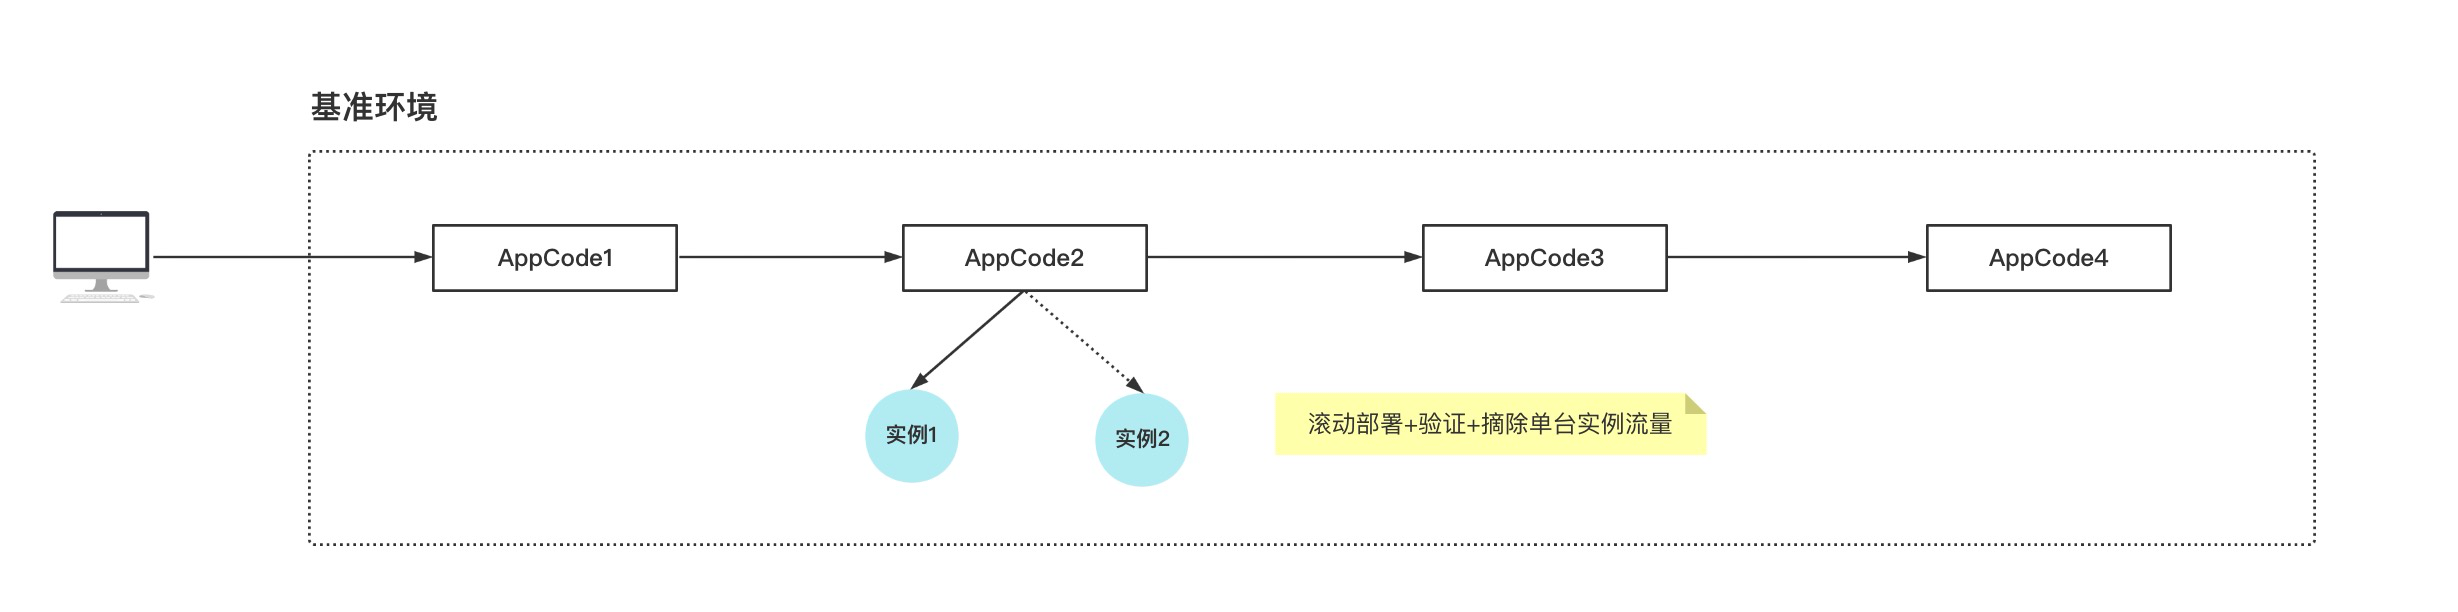 基准环境
AppCode1
AppCode2
AppCode3
AppCode4
实例1
实例2
滚动部署+验证+摘除单台实例流量